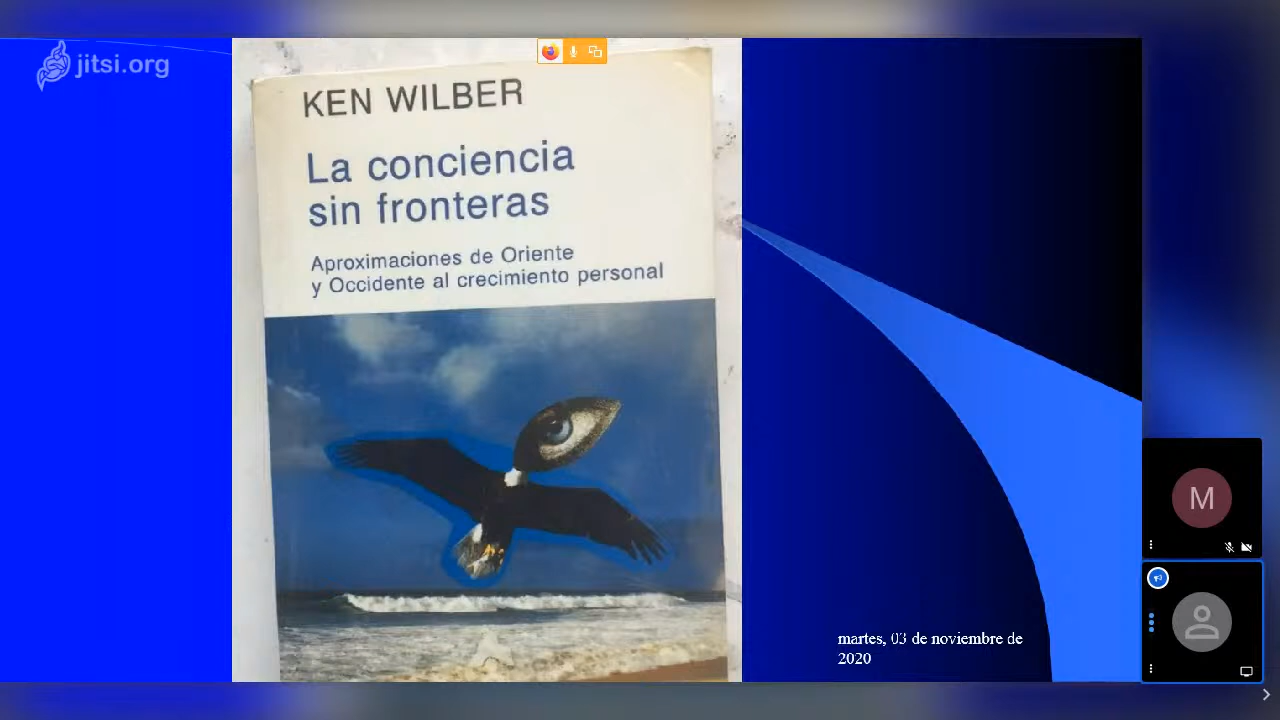 jitsi.org
KEN WILBER
La conciencia
sin fronteras
Aproximaciones de Oriente
y Occidente al crecimiento personal
martes, 03 de noviembre de
2020
M